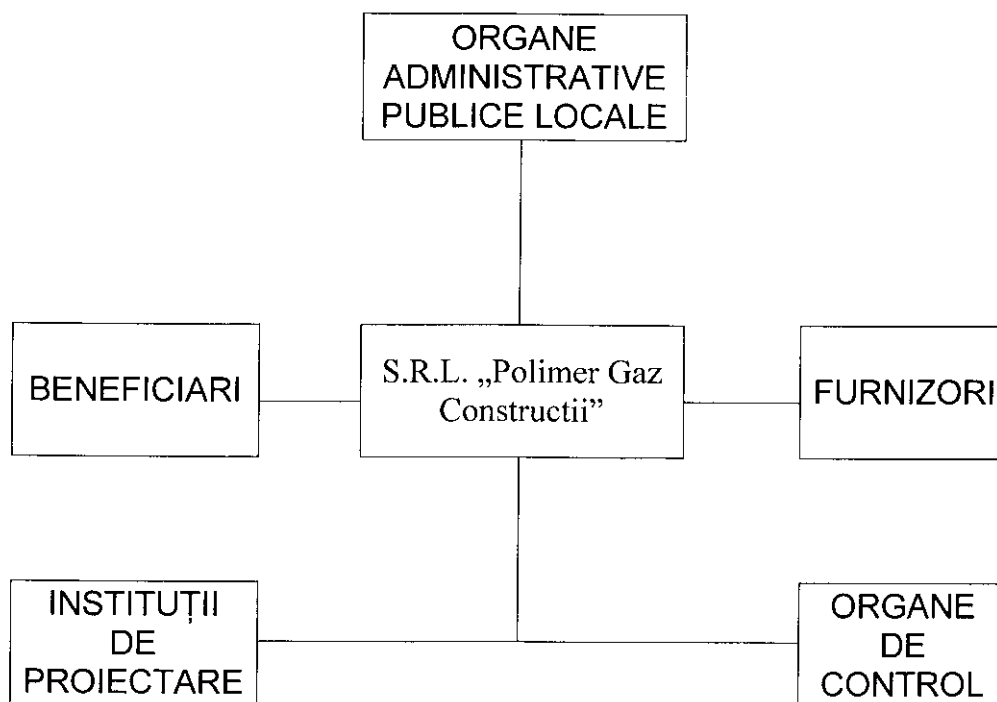 ORGANE
ADMINISTRATIVE
PUBLICE LOCALE
BENEFICIARI
S.R.L. „Polimer Gaz
Constructii”
FURNIZORI
INSTITUȚII
DE
PROIECTARE
ORGANE
DE
CONTROL